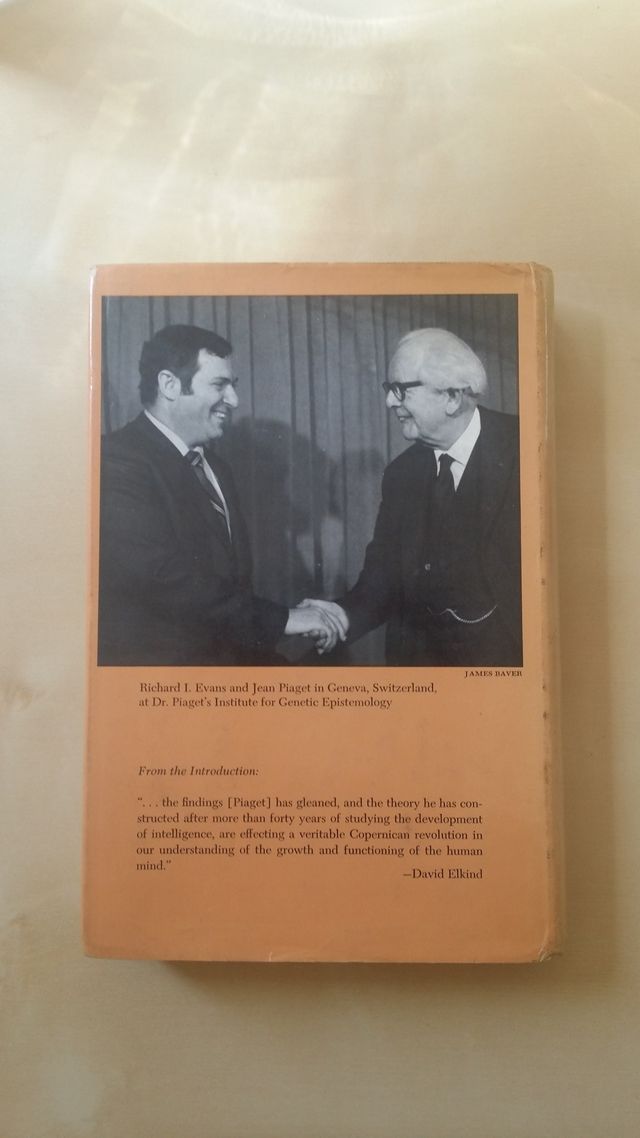 JAMES BAVER
Richard I. Evans and Jean Piaget in Geneva, Switzerland,
at Dr. Piaget's Institute for Genetic Epistemology
From the Introduction:
". . . the findings [Piaget] has gleaned, and the theory he has con-
structed after more than forty years of studying the development
of intelligence, are effecting a veritable Copernican revolution in
our understanding of the growth and functioning of the human
mind."
—David Elkind